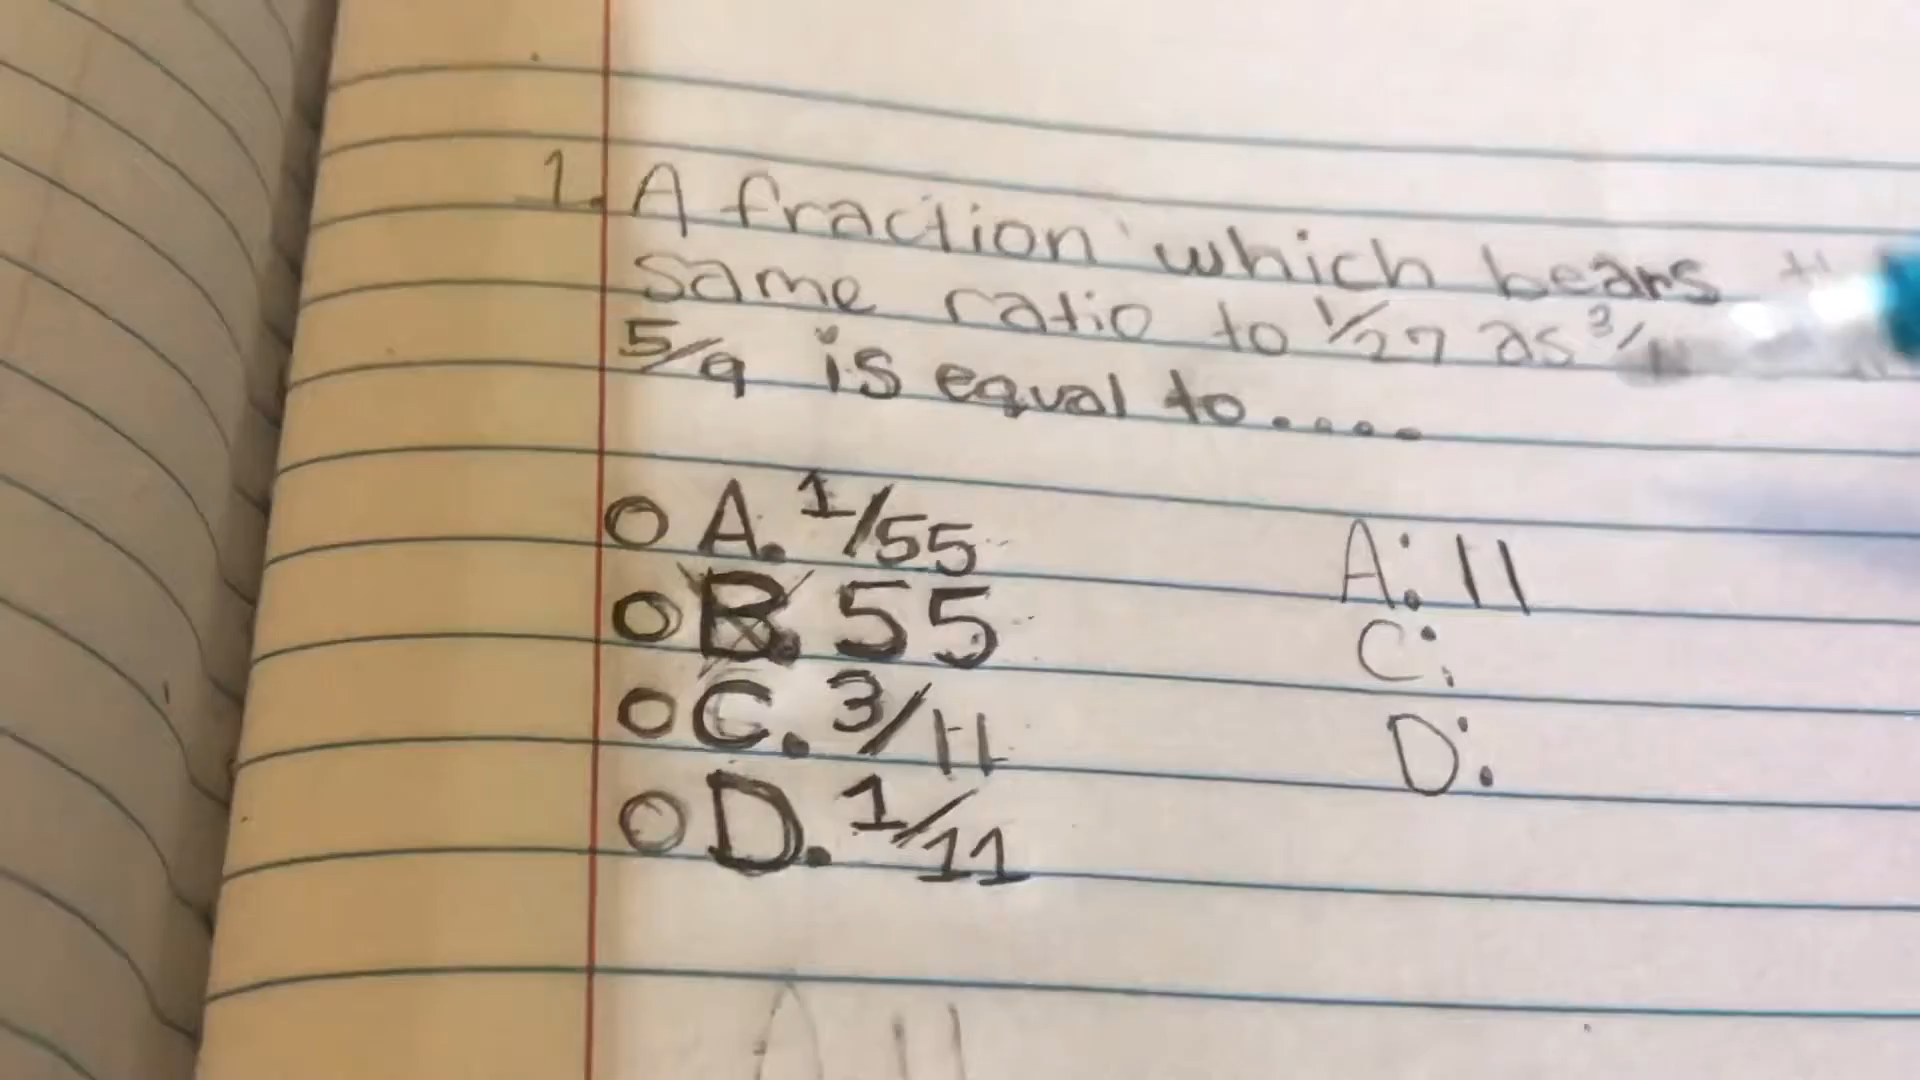 1. A fraction which bears
same ratio to 1/27 as 3/11
5/9 is equal to....
A. 1/55
B. 55
C. 3/11
D. 1/11
A: 11
C:
D: